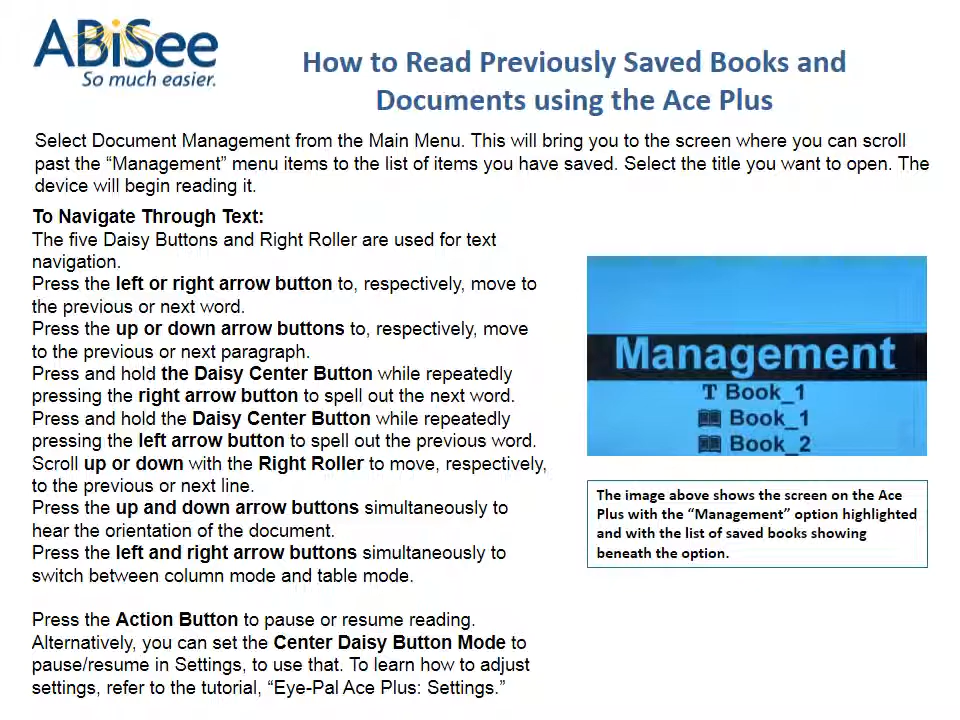 ABiSee
So much easier.
How to Read Previously Saved Books and
Documents using the Ace Plus
Select Document Management from the Main Menu. This will bring you to the screen where you can scroll
past the “Management” menu items to the list of items you have saved. Select the title you want to open. The
device will begin reading it.
To Navigate Through Text:
The five Daisy Buttons and Right Roller are used for text
navigation.
Press the left or right arrow button to, respectively, move to
the previous or next word.
Press the up or down arrow buttons to, respectively, move
to the previous or next paragraph.
Press and hold the Daisy Center Button while repeatedly
pressing the right arrow button to spell out the next word.
Press and hold the Daisy Center Button while repeatedly
pressing the left arrow button to spell out the previous word.
Scroll up or down with the Right Roller to move, respectively,
to the previous or next line.
Press the up and down arrow buttons simultaneously to
hear the orientation of the document.
Press the left and right arrow buttons simultaneously to
switch between column mode and table mode.
Press the Action Button to pause or resume reading.
Alternatively, you can set the Center Daisy Button Mode to
pause/resume in Settings, to use that. To learn how to adjust
settings, refer to the tutorial, “Eye-Pal Ace Plus: Settings.”
Management
T Book_1
Book_1
Book_2
The image above shows the screen on the Ace
Plus with the “Management” option highlighted
and with the list of saved books showing
beneath the option.